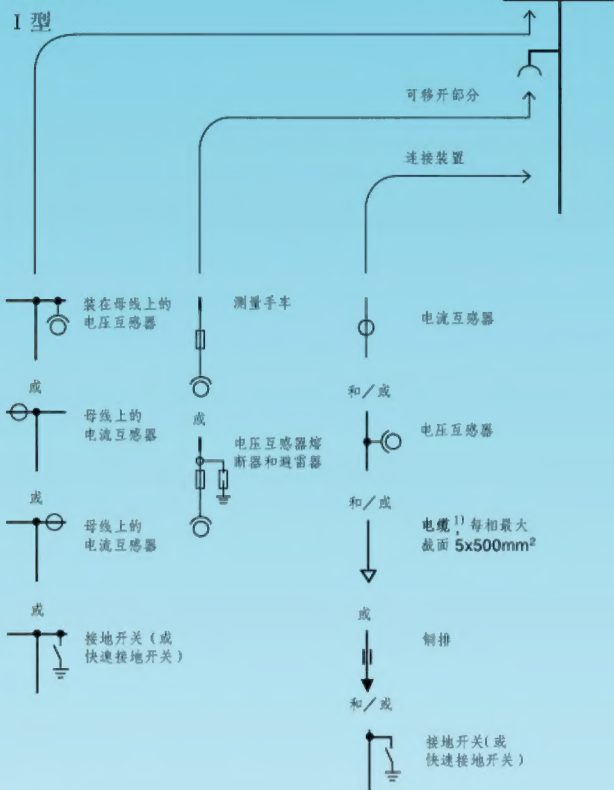 I 型
可移开部分
连接装置
装在母线上的
电压互感器
或
母线上的
电流互感器
或
母线上的
电流互感器
或
接地开关（或
快速接地开关）
测量手车
或
电压互感器熔
断器和避雷器
电流互感器
和／或
电压互感器
和／或
电缆1)，每相最大
截面 5x500mm²
或
铜排
和／或
接地开关（或
快速接地开关）